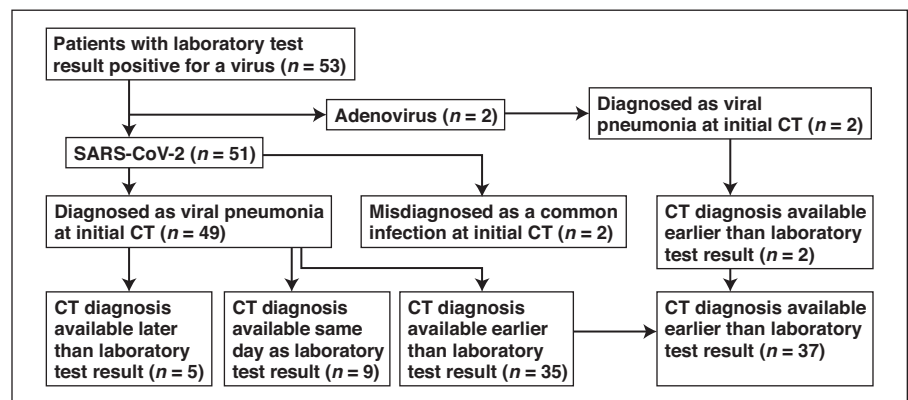 Patients with laboratory test
result positive for a virus (n = 53)
Adenovirus (n = 2)
Diagnosed as viral
pneumonia at initial CT (n = 2)
SARS-CoV-2 (n = 51)
Diagnosed as viral pneumonia
at initial CT (n = 49)
Misdiagnosed as a common
infection at initial CT (n = 2)
CT diagnosis available
earlier than laboratory
test result (n = 2)
CT diagnosis
available later
than laboratory
test result (n = 5)
CT diagnosis
available same
day as laboratory
test result (n = 9)
CT diagnosis
available earlier
than laboratory
test result (n = 35)
CT diagnosis available
earlier than laboratory
test result (n = 37)